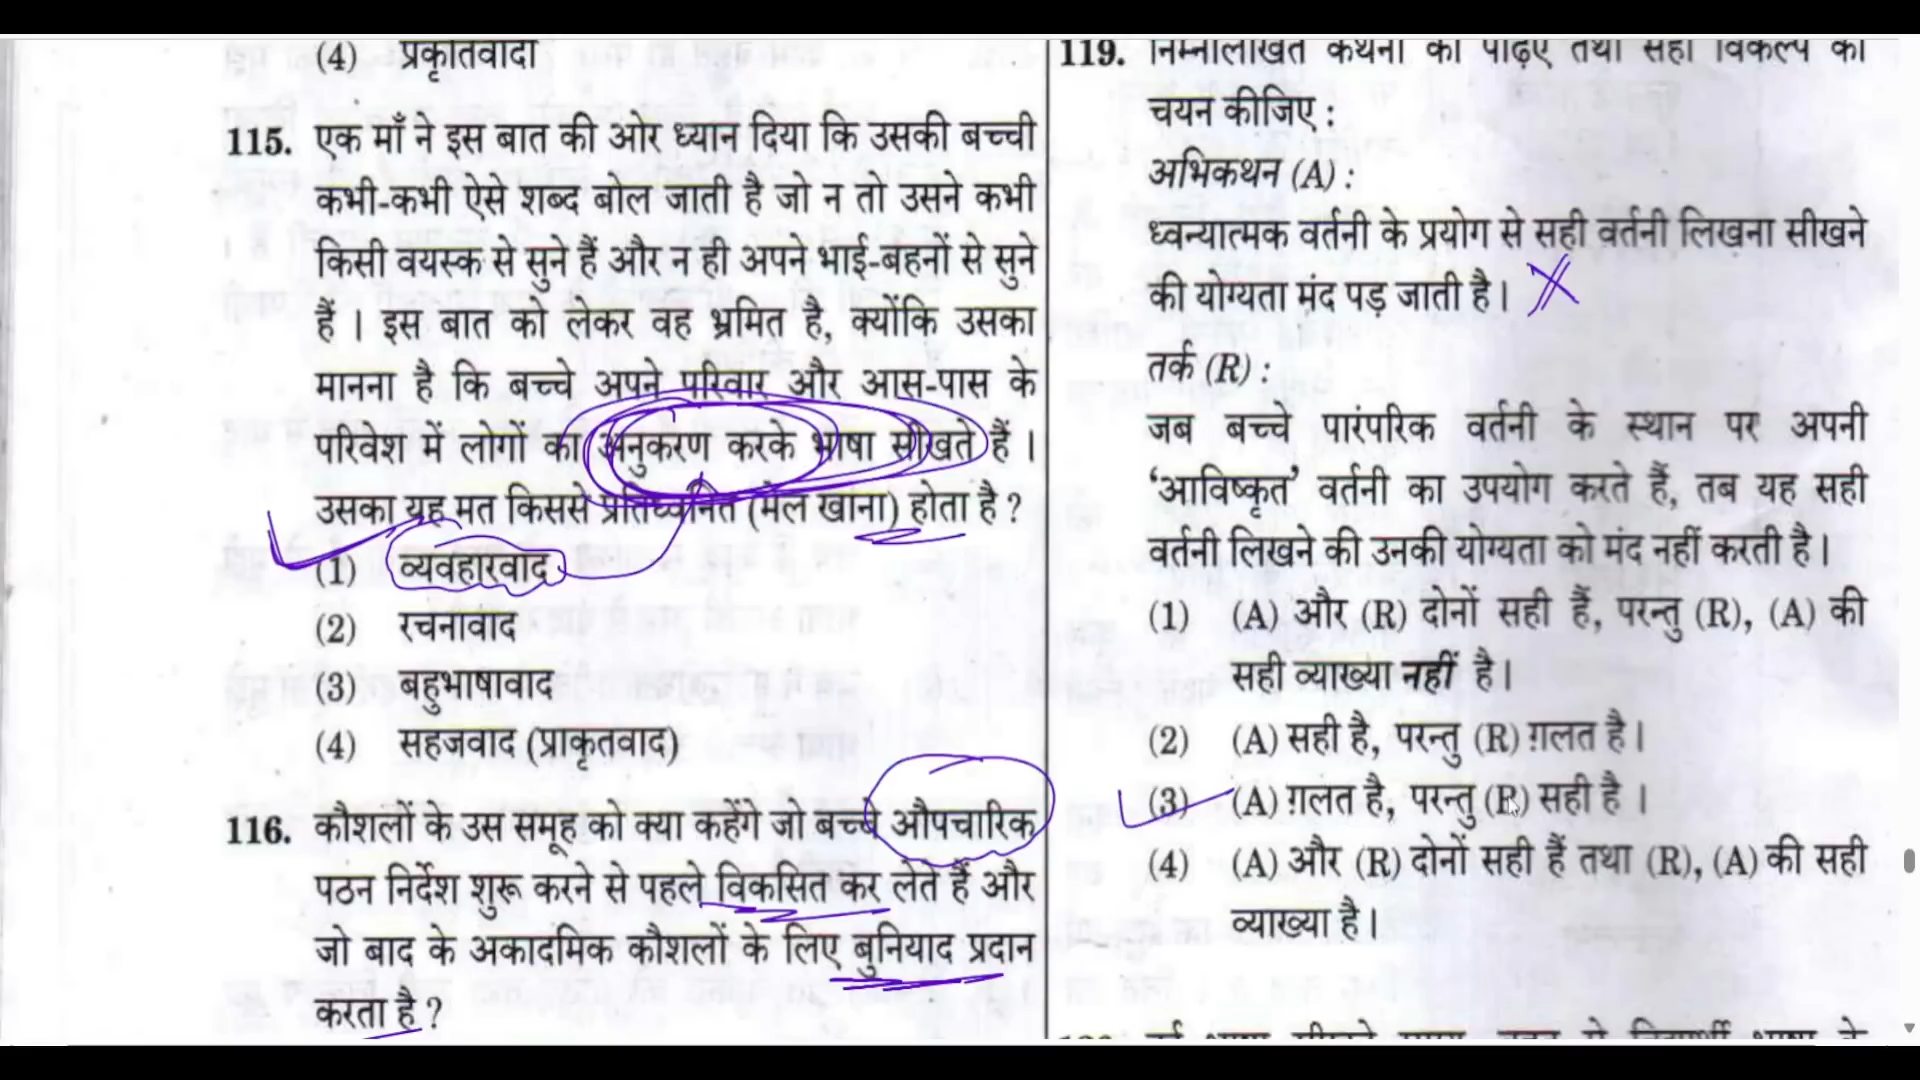 (4) प्रकृतिवादी
115. एक माँ ने इस बात की ओर ध्यान दिया कि उसकी बच्ची
कभी-कभी ऐसे शब्द बोल जाती है जो न तो उसने कभी
किसी वयस्क से सुने हैं और न ही अपने भाई-बहनों से सुने
हैं । इस बात को लेकर वह भ्रमित है, क्योंकि उसका
मानना है कि बच्चे अपने परिवार और आस-पास के
परिवेश में लोगों का अनुकरण करके भाषा सीखते हैं ।
उसका यह मत किससे प्रतिध्वनित (मेल खाना) होता है ?
(1) व्यवहारवाद
(2) रचनावाद
(3) बहुभाषावाद
(4) सहजवाद (प्राकृतवाद)
116. कौशलों के उस समूह को क्या कहेंगे जो बच्चे औपचारिक
पठन निर्देश शुरू करने से पहले विकसित कर लेते हैं और
जो बाद के अकादमिक कौशलों के लिए बुनियाद प्रदान
करता है ?
119. निम्नलिखित कथनों को पढ़िए तथा सही विकल्प का
चयन कीजिए :
अभिकथन (A) :
ध्वन्यात्मक वर्तनी के प्रयोग से सही वर्तनी लिखना सीखने
की योग्यता मंद पड़ जाती है ।
तर्क (R) :
जब बच्चे पारंपरिक वर्तनी के स्थान पर अपनी
‘आविष्कृत’ वर्तनी का उपयोग करते हैं, तब यह सही
वर्तनी लिखने की उनकी योग्यता को मंद नहीं करती है ।
(1) (A) और (R) दोनों सही हैं, परन्तु (R), (A) की
सही व्याख्या नहीं है ।
(2) (A) सही है, परन्तु (R) ग़लत है ।
(3) (A) ग़लत है, परन्तु (R) सही है ।
(4) (A) और (R) दोनों सही हैं तथा (R), (A) की सही
व्याख्या है ।